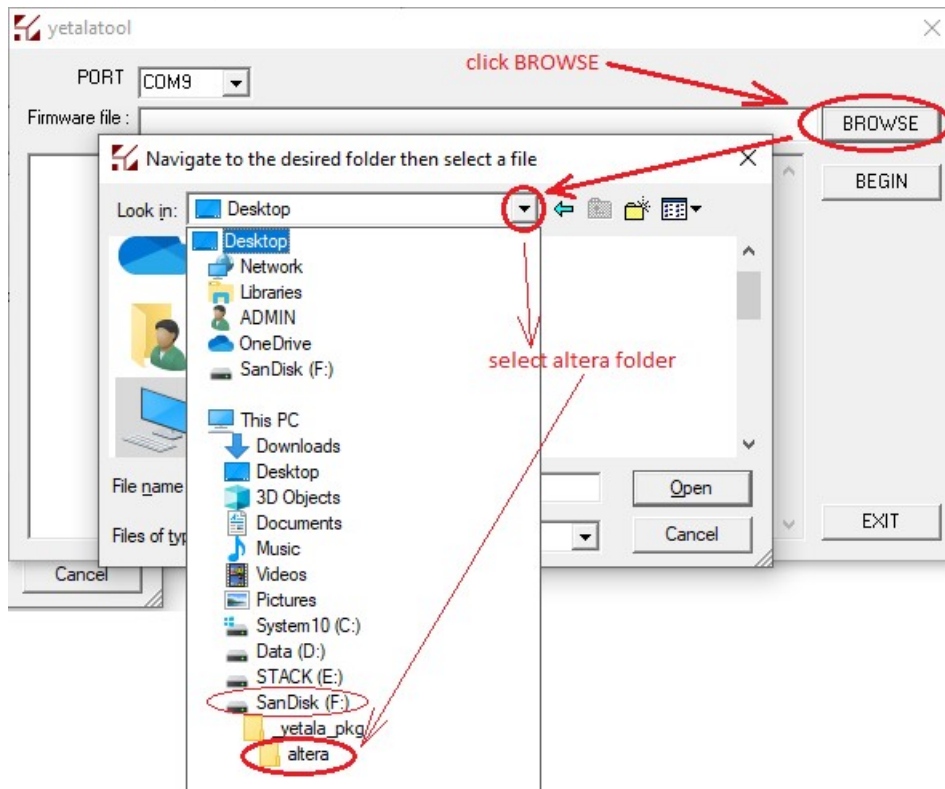 yetalatool
click BROWSE
PORT COM9
Firmware file : BROWSE
Navigate to the desired folder then select a file
BEGIN
Look in: Desktop
Desktop
Network
Libraries
ADMIN
OneDrive
SanDisk (F:)
select altera folder
This PC
Downloads
Desktop
3D Objects
Documents
Music
Videos
Pictures
System10 (C:)
Data (D:)
STACK (E:)
SanDisk (F:)
_yetala_pkg
altera
File name
Open
Files of typ
Cancel
EXIT
Cancel